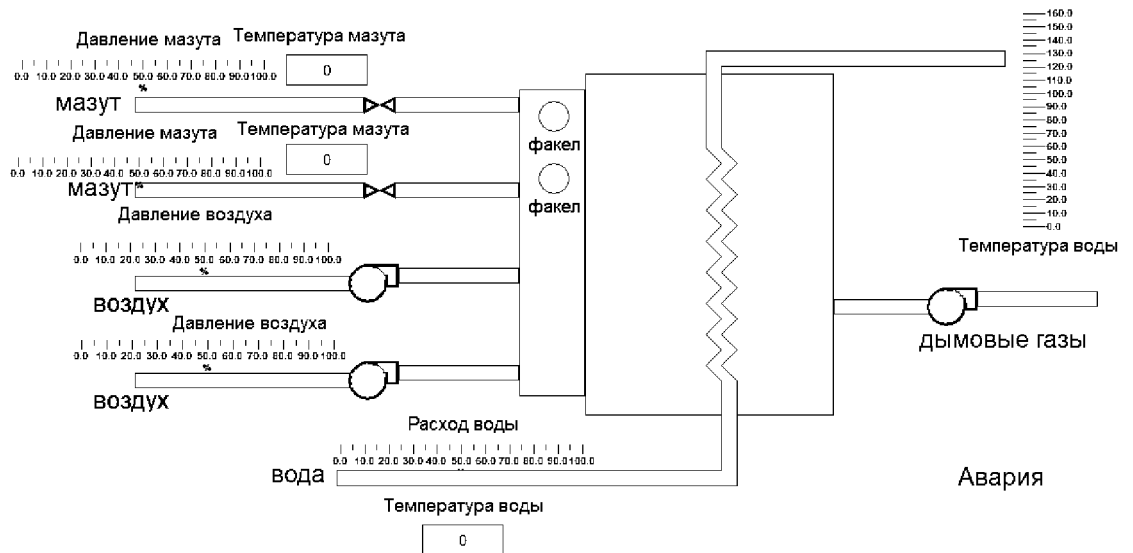 Давление мазута
0.0 10.0 20.0 30.0 40.0 50.0 60.0 70.0 80.0 90.0 100.0
%
Температура мазута
0
мазут
Давление мазута
0.0 10.0 20.0 30.0 40.0 50.0 60.0 70.0 80.0 90.0 100.0
%
Температура мазута
0
мазут
факел
факел
Давление воздуха
0.0 10.0 20.0 30.0 40.0 50.0 60.0 70.0 80.0 90.0 100.0
%
воздух
Давление воздуха
0.0 10.0 20.0 30.0 40.0 50.0 60.0 70.0 80.0 90.0 100.0
%
воздух
160.0
150.0
140.0
130.0
120.0
110.0
100.0
90.0
80.0
70.0
60.0
50.0
40.0
30.0
20.0
10.0
0.0
Температура воды
дымовые газы
Расход воды
0.0 10.0 20.0 30.0 40.0 50.0 60.0 70.0 80.0 90.0 100.0
%
вода
Температура воды
0
Авария